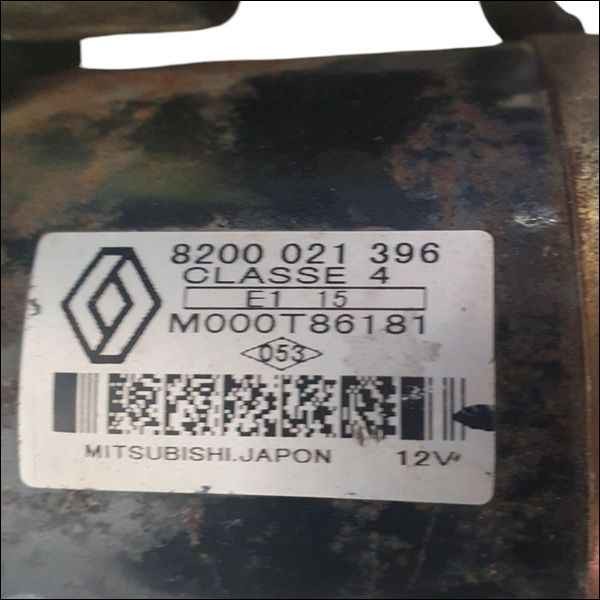 8200 021 396
CLASSE 4
E1 15
M000T86181
053
MITSUBISHI.JAPON 12V